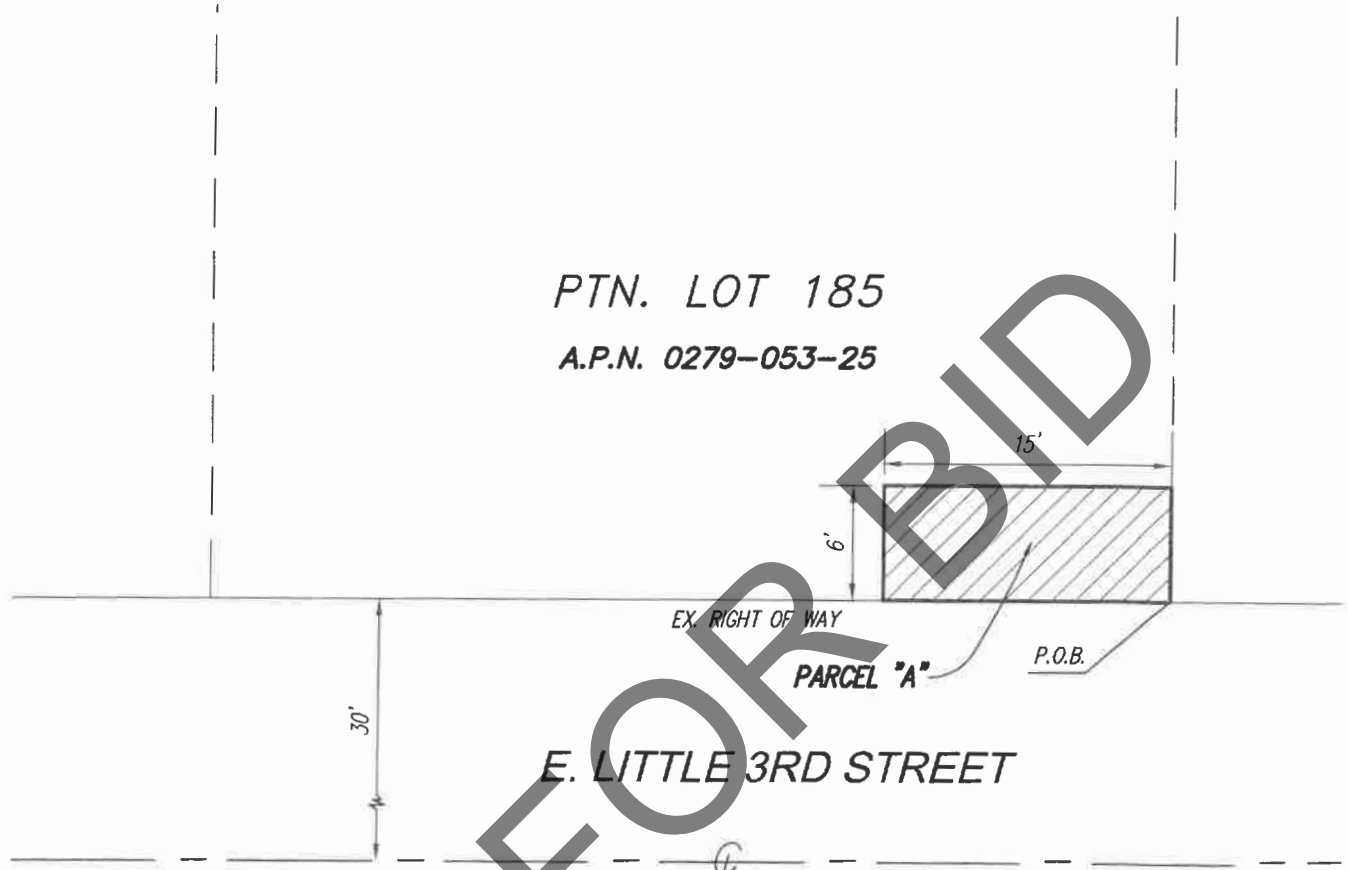 PTN. LOT 185
A.P.N. 0279-053-25
15'
6'
EX. RIGHT OF WAY
P.O.B.
PARCEL "A"
30'
E. LITTLE 3RD STREET
℄
FOR BID